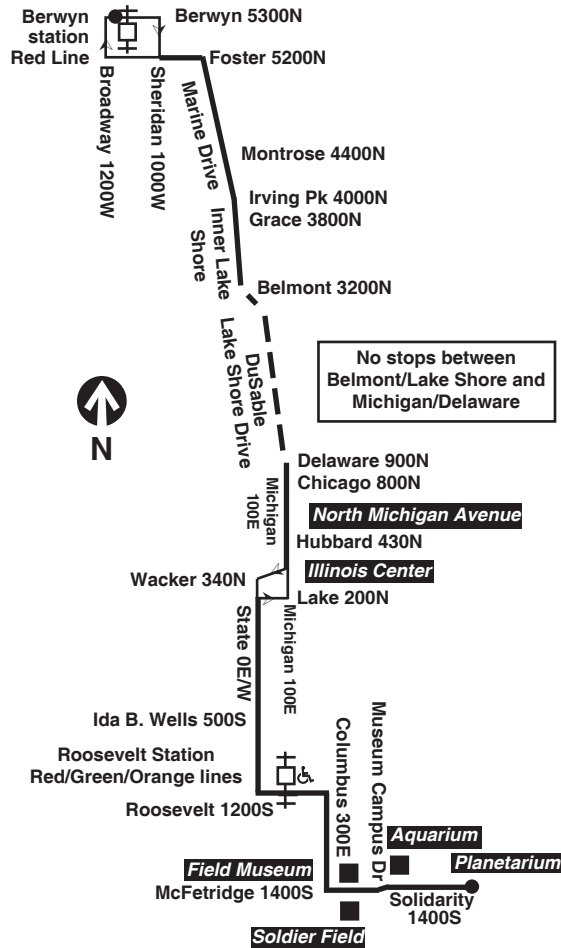 Berwyn
station
Red Line
Berwyn 5300N
Foster 5200N
Broadway 1200W
Sheridan 1000W
Marine Drive
Montrose 4400N
Irving Pk 4000N
Grace 3800N
Inner Lake
Shore
Belmont 3200N
DuSable
Lake Shore Drive
No stops between
Belmont/Lake Shore and
Michigan/Delaware
N
Delaware 900N
Chicago 800N
Michigan
100E
North Michigan Avenue
Hubbard 430N
Illinois Center
Wacker 340N
Lake 200N
State 0E/W
Michigan 100E
Ida B. Wells 500S
Roosevelt Station
Red/Green/Orange lines
Roosevelt 1200S
Columbus 300E
Museum Campus Dr
Aquarium
Planetarium
Field Museum
McFetridge 1400S
Solidarity
1400S
Soldier Field